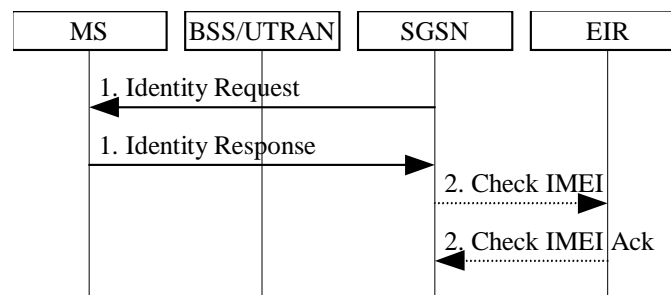 MS BSS/UTRAN SGSN EIR
1. Identity Request
1. Identity Response
2. Check IMEI
2. Check IMEI Ack